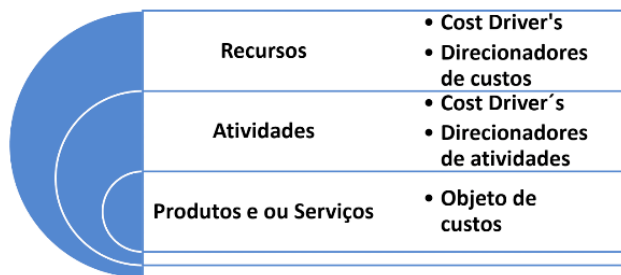 Recursos
• Cost Driver's
• Direcionadores
de custos
Atividades
• Cost Driver´s
• Direcionadores
de atividades
Produtos e ou Serviços
• Objeto de
custos